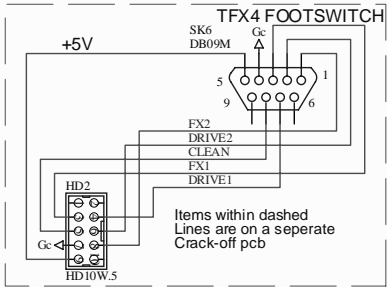 TFX4 FOOTSWITCH
SK6
DB09M
Gc
+5V
5
1
9
6
FX2
DRIVE2
CLEAN
FX1
DRIVE1
HD2
Gc
HD10W.5
Items within dashed
Lines are on a seperate
Crack-off pcb